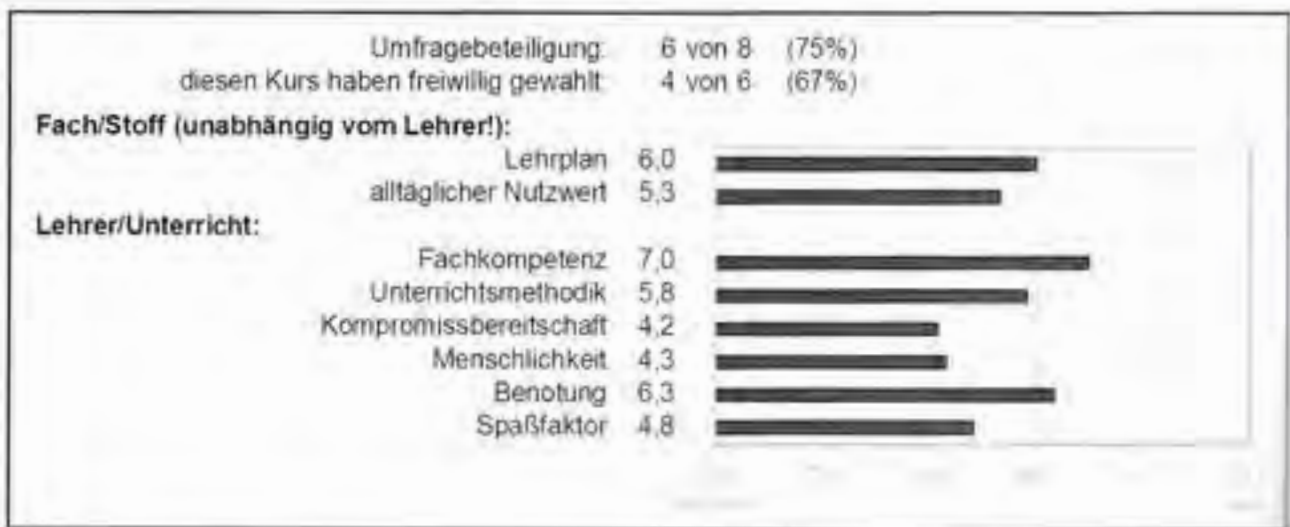 Umfragebeteiligung: 6 von 8 (75%)
diesen Kurs haben freiwillig gewählt: 4 von 6 (67%)
Fach/Stoff (unabhängig vom Lehrer!):
Lehrplan 6,0
alltäglicher Nutzwert 5,3
Lehrer/Unterricht:
Fachkompetenz 7,0
Unterrichtsmethodik 5,8
Kompromissbereitschaft 4,2
Menschlichkeit 4,3
Benotung 6,3
Spaßfaktor 4,8